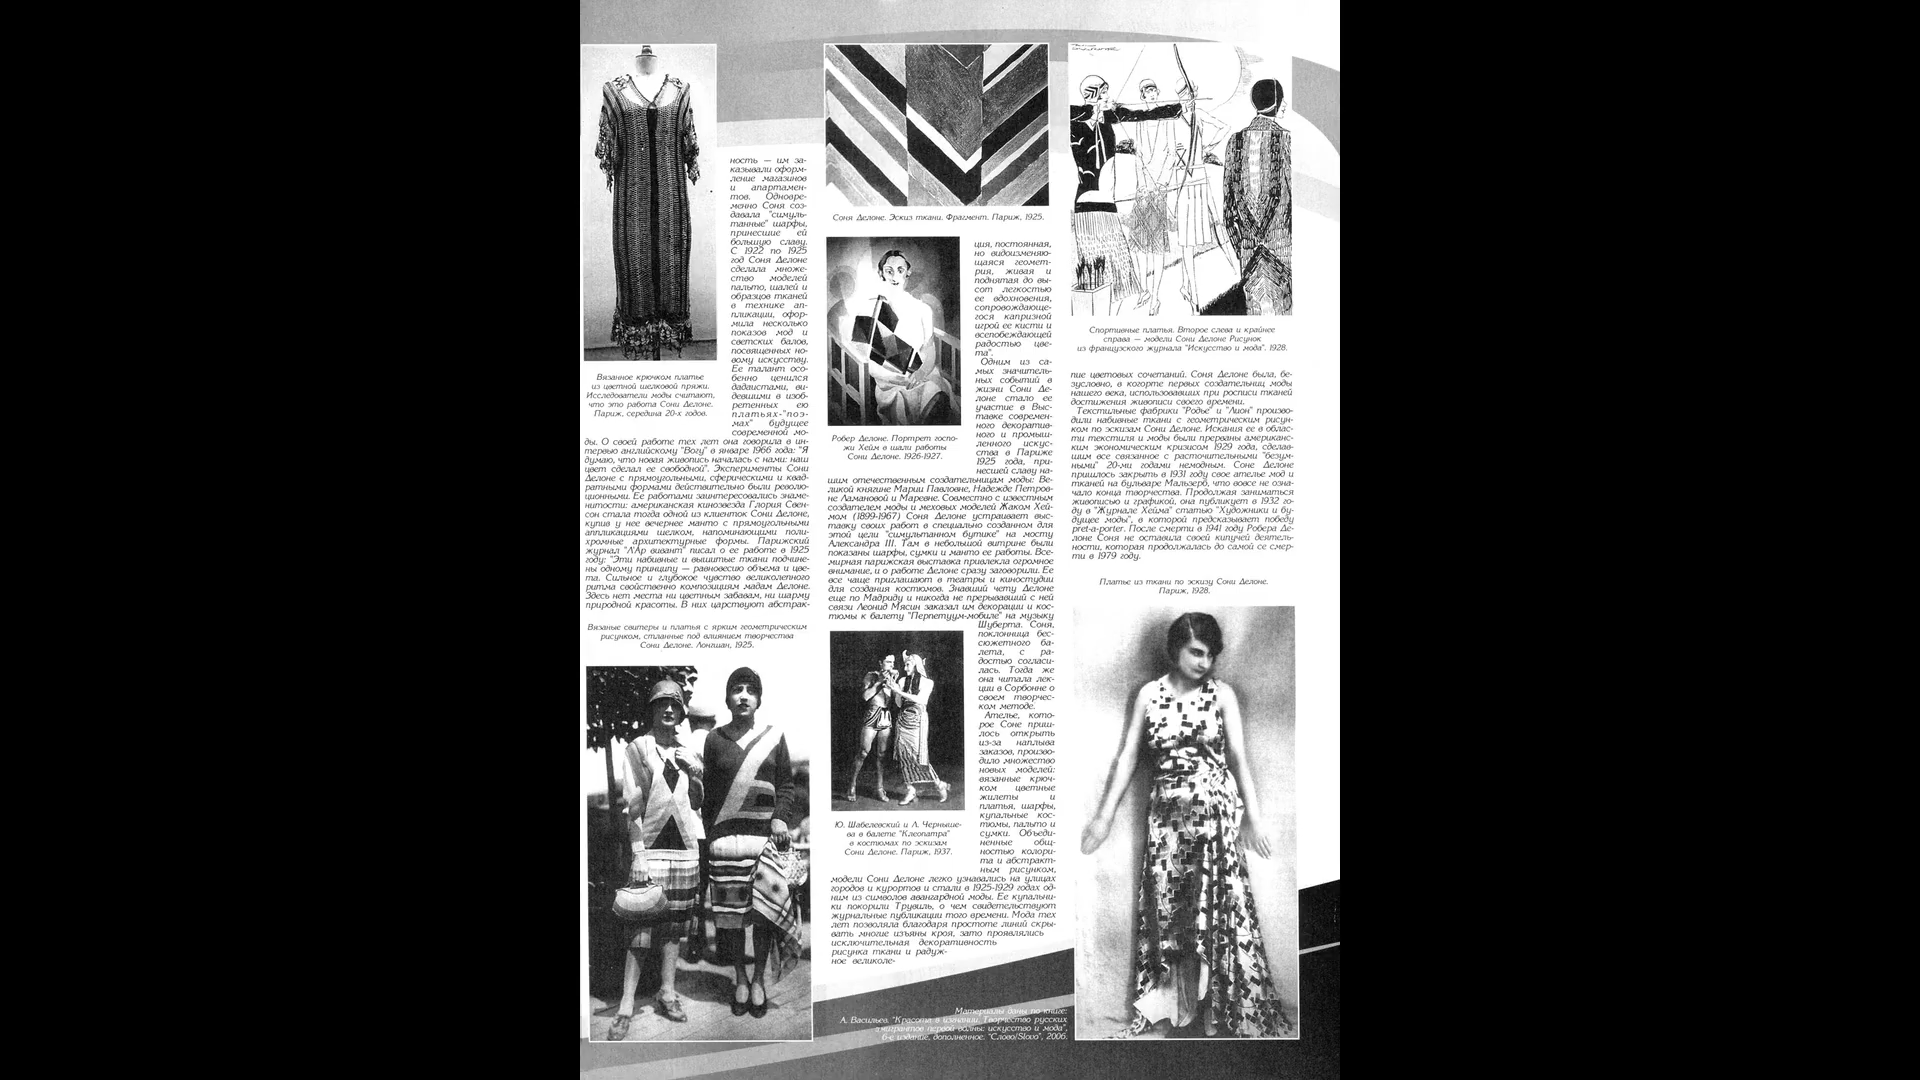 ность — им за-
казывали оформ-
ление магазинов
и апартамен-
тов. Одновре-
менно Соня соз-
давала "симуль-
танные" шарфы,
принесшие ей
большую славу.
С 1922 по 1925
год Соня Делоне
сделала множе-
ство моделей
пальто, шалей и
образцов тканей
в технике ап-
пликации, офор-
мила несколько
показов мод и
светских балов,
посвященных но-
вому искусству.
Ее талант осо-
бенно ценился
дадаистами, ви-
девшими в изоб-
ретенных ею
платьях-"поэ-
мах" будущее
современной мо-
ды. О своей работе тех лет она говорила в ин-
тервью английскому "Вогу" в январе 1966 года: "Я
думаю, что новая живопись началась с нами: наш
цвет сделал ее свободной". Эксперименты Сони
Делоне с прямоугольными, сферическими и квад-
ратными формами действительно были револю-
ционными. Ее работами заинтересовались знаме-
нитости: американская кинозвезда Глория Свен-
сон стала тогда одной из клиенток Сони Делоне,
купив у нее вечернее манто с прямоугольными
аппликациями шелком, напоминающими поли-
хромные архитектурные формы. Парижский
журнал "Л'Ар вивант" писал о ее работе в 1925
году: "Эти набивные и вышитые ткани подчине-
ны одному принципу — равновесию объема и цве-
та. Сильное и глубокое чувство великолепного
ритма свойственно композициям мадам Делоне.
Здесь нет места ни цветным забавам, ни шарму
природной красоты. В них царствуют абстрак-
Вязанное крючком платье
из цветной шелковой пряжи.
Исследователи моды считают,
что это работа Сони Делоне.
Париж, середина 20-х годов.
Вязаные свитеры и платья с ярким геометрическим
рисунком, стланные под влиянием творчества
Сони Делоне. Лонгшан, 1925.
Соня Делоне. Эскиз ткани. Фрагмент. Париж, 1925.
ция, постоянная,
но видоизменяю-
щаяся геомет-
рия, живая и
поднятая до вы-
сот легкостью
ее вдохновения,
сопровождающе-
гося капризной
игрой ее кисти и
всепобеждающей
радостью цве-
та".
Одним из са-
мых значитель-
ных событий в
жизни Сони Де-
лоне стало ее
участие в Выс-
тавке современ-
ного декоратив-
ного и промыш-
ленного искус-
ства в Париже
1925 года, при-
несшей славу на-
шим отечественным создательницам моды: Ве-
ликой княгине Марии Павловне, Надежде Петров-
не Ламановой и Маревне. Совместно с известным
создателем моды и меховых моделей Жаком Хей-
мом (1899-1967) Соня Делоне устраивает выс-
тавку своих работ в специально созданном для
этой цели "симультанном бутике" на мосту
Александра III. Там в небольшой витрине были
показаны шарфы, сумки и манто ее работы. Все-
мирная парижская выставка привлекла огромное
внимание, и о работе Делоне сразу заговорили. Ее
все чаще приглашают в театры и киностудии
для создания костюмов. Знавший чету Делоне
еще по Мадриду и никогда не прерывавший с ней
связи Леонид Мясин заказал им декорации и кос-
тюмы к балету "Перпетуум-мобиле" на музыку
Шуберта. Соня,
поклонница бес-
сюжетного ба-
лета, с ра-
достью согласи-
лась. Тогда же
она читала лек-
ции в Сорбонне о
своем творчес-
ком методе.
Ателье, кото-
рое Соне приш-
лось открыть
из-за наплыва
заказов, произво-
дило множество
новых моделей:
вязанные крюч-
ком цветные
жилеты и
платья, шарфы,
купальные кос-
тюмы, пальто и
сумки. Объеди-
ненные общ-
ностью колори-
та и абстракт-
ным рисунком,
модели Сони Делоне легко узнавались на улицах
городов и курортов и стали в 1925-1929 годах од-
ним из символов авангардной моды. Ее купальни-
ки покорили Трувиль, о чем свидетельствуют
журнальные публикации того времени. Мода тех
лет позволяла благодаря простоте линий скры-
вать многие изъяны кроя, зато проявлялись
исключительная декоративность
рисунка ткани и радуж-
ное великоле-
Робер Делоне. Портрет госпо-
жи Хейм в шали работы
Сони Делоне. 1926-1927.
Ю. Шабелевский и Л. Черныше-
ва в балете "Клеопатра"
в костюмах по эскизам
Сони Делоне. Париж, 1937.
Спортивные платья. Второе слева и крайнее
справа — модели Сони Делоне Рисунок
из французского журнала "Искусство и мода". 1928.
пие цветовых сочетаний. Соня Делоне была, бе-
зусловно, в когорте первых создательниц моды
нашего века, использовавших при росписи тканей
достижения живописи своего времени.
Текстильные фабрики "Родье" и "Лион" произво-
дили набивные ткани с геометрическим рисун-
ком по эскизам Сони Делоне. Искания ее в облас-
ти текстиля и моды были прерваны американс-
ким экономическим кризисом 1929 года, сделав-
шим все связанное с расточительными "безум-
ными" 20-ми годами немодным. Соне Делоне
пришлось закрыть в 1931 году свое ателье мод и
тканей на бульваре Мальзерб, что вовсе не озна-
чало конца творчества. Продолжая заниматься
живописью и графикой, она публикует в 1932 го-
ду в "Журнале Хейма" статью "Художники и бу-
дущее моды", в которой предсказывает победу
pret-a-porter. После смерти в 1941 году Робера Де-
лоне Соня не оставила своей кипучей деятель-
ности, которая продолжалась до самой се смер-
ти в 1979 году.
Платье из ткани по эскизу Сони Делоне.
Париж, 1928.
Материалы даны по книге:
А. Васильев. "Красота в изгнании. Творчество русских
эмигрантов первой волны: искусство и мода",
6-е издание, дополненное. "Слово/Slovo", 2006.